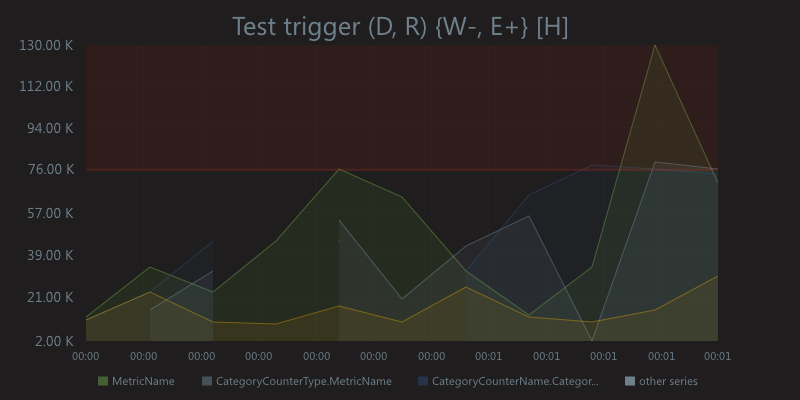 Test trigger (D, R) {W-, E+} [H]
130.00 K
112.00 K
94.00 K
76.00 K
57.00 K
39.00 K
21.00 K
2.00 K
00:00 00:00 00:00 00:00 00:00 00:00 00:00 00:01 00:01 00:01 00:01 00:01
MetricName CategoryCounterType.MetricName CategoryCounterName.Categor... other series